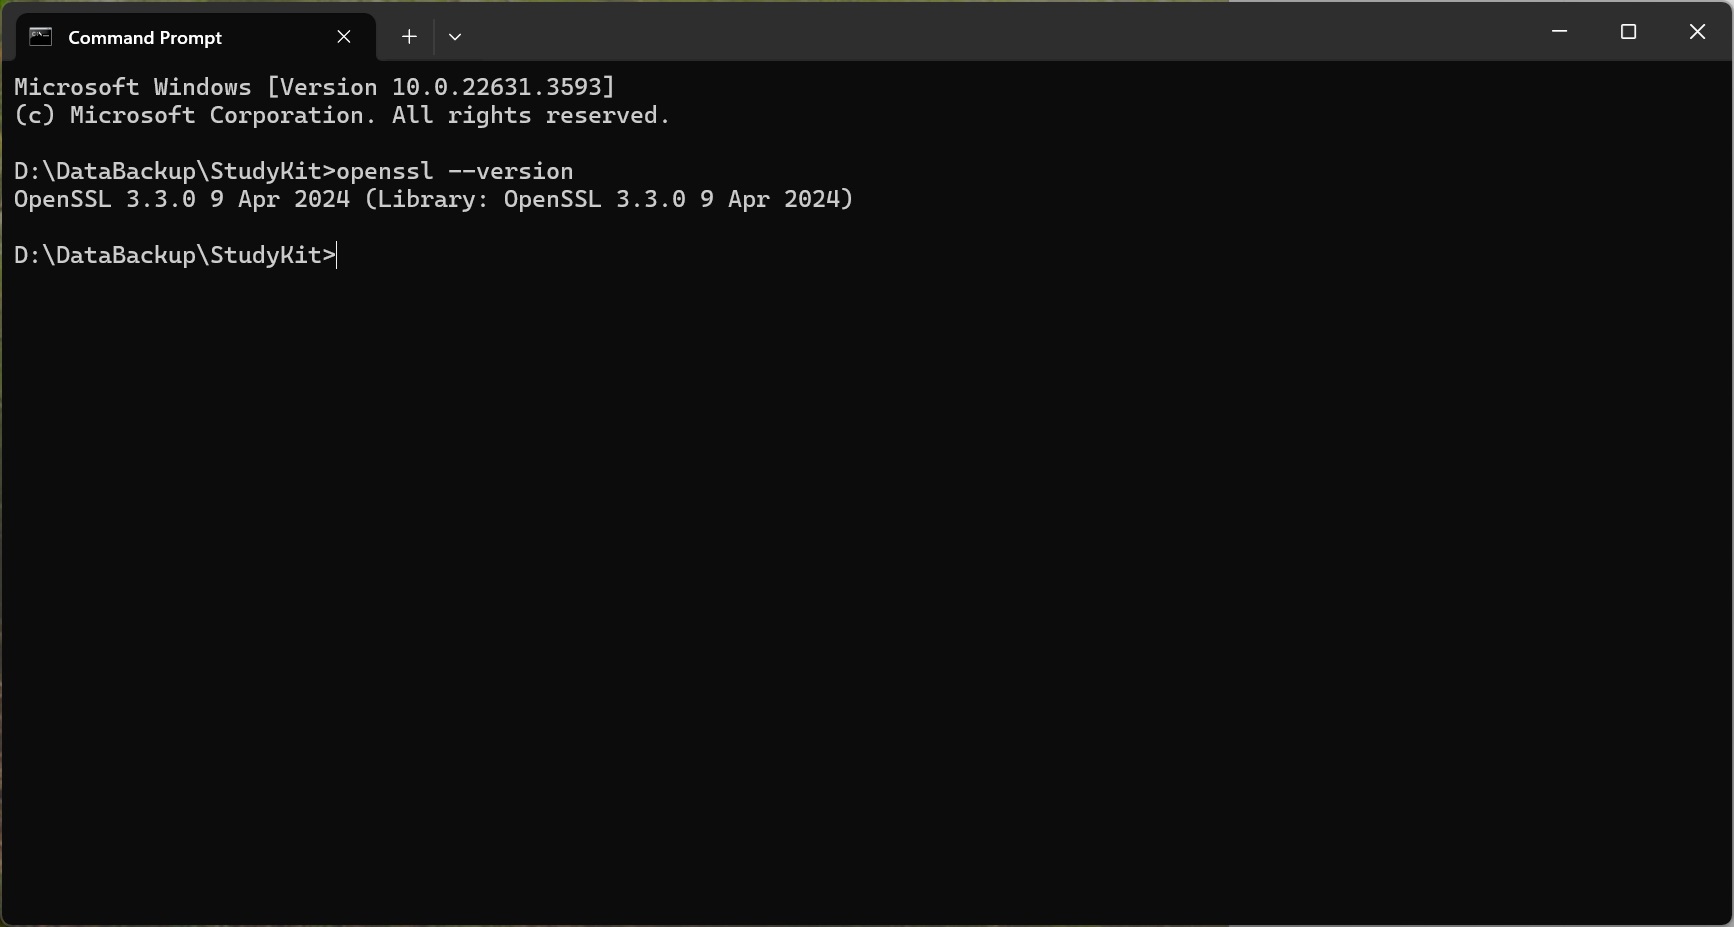 Command Prompt
Microsoft Windows [Version 10.0.22631.3593]
(c) Microsoft Corporation. All rights reserved.
D:\DataBackup\StudyKit>openssl --version
OpenSSL 3.3.0 9 Apr 2024 (Library: OpenSSL 3.3.0 9 Apr 2024)
D:\DataBackup\StudyKit>